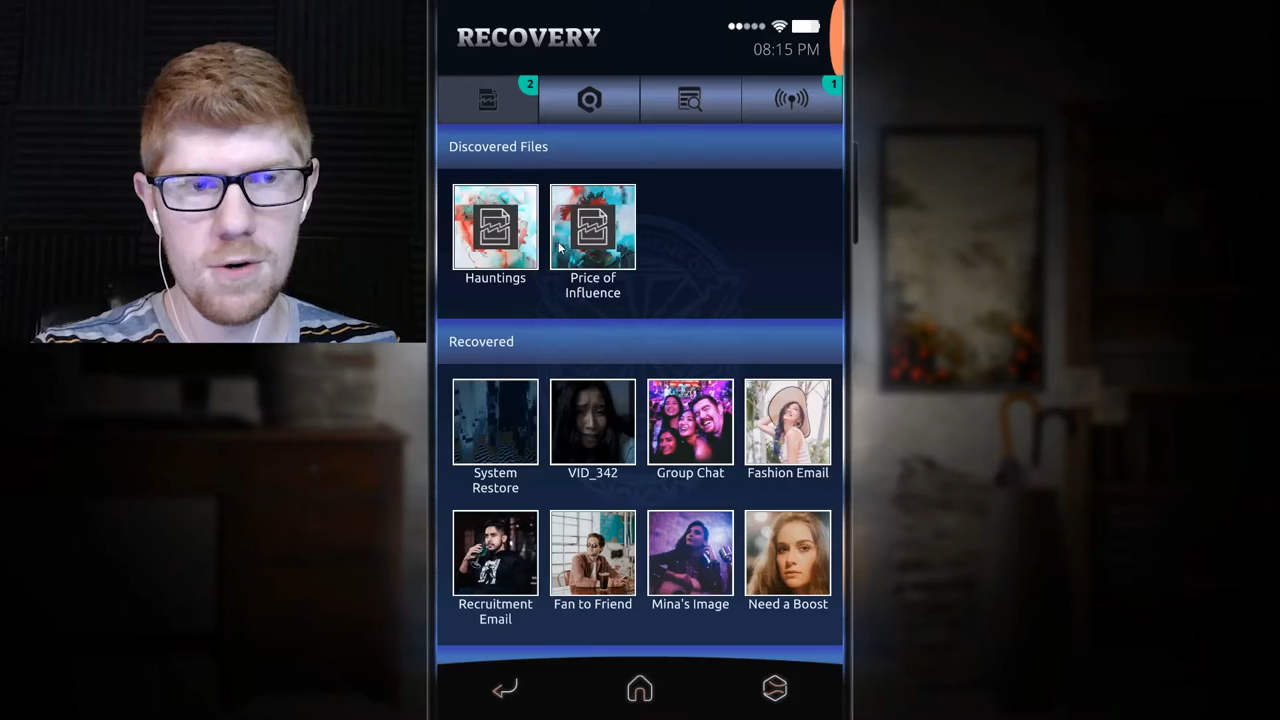 RECOVERY
08:15 PM
2
1
Discovered Files
Hauntings
Price of
Influence
Recovered
System
Restore
VID_342
Group Chat
Fashion Email
Recruitment
Email
Fan to Friend
Mina's Image
Need a Boost